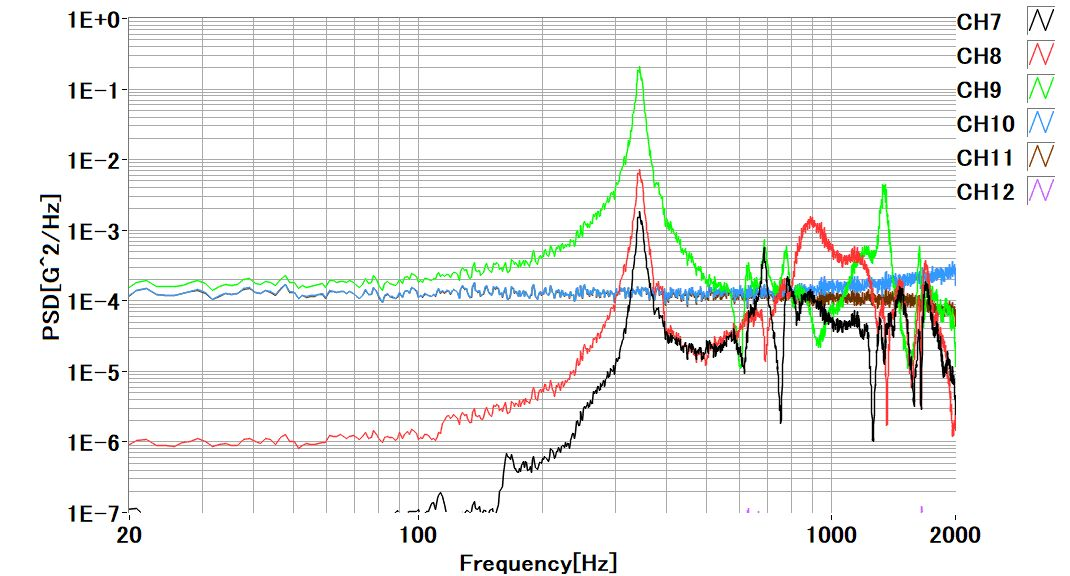 1E+0
1E-1
1E-2
1E-3
1E-4
1E-5
1E-6
1E-7
PSD[G^2/Hz]
20
100
1000
2000
Frequency[Hz]
CH7
CH8
CH9
CH10
CH11
CH12